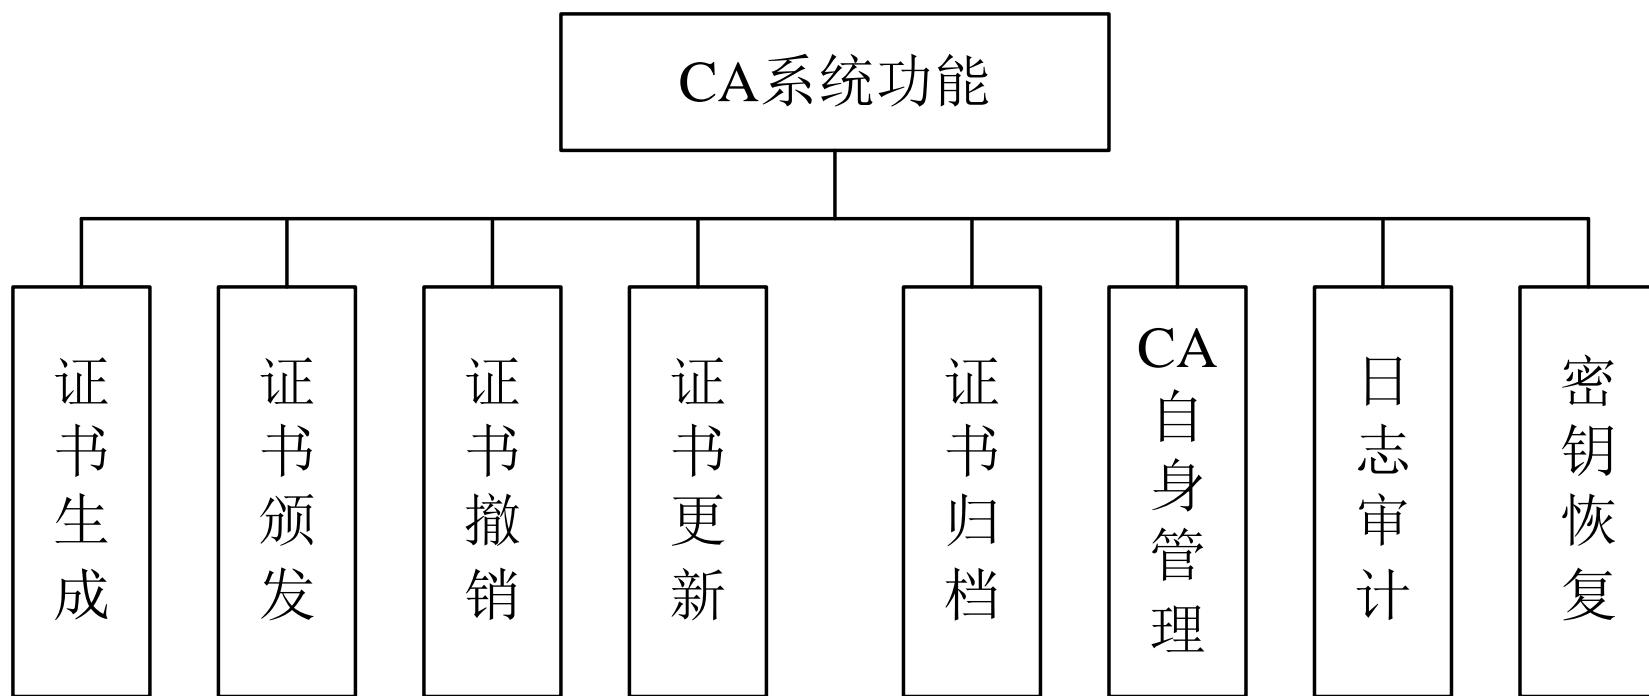 CA系统功能
证书生成
证书颁发
证书撤销
证书更新
证书归档
CA自身管理
日志审计
密钥恢复